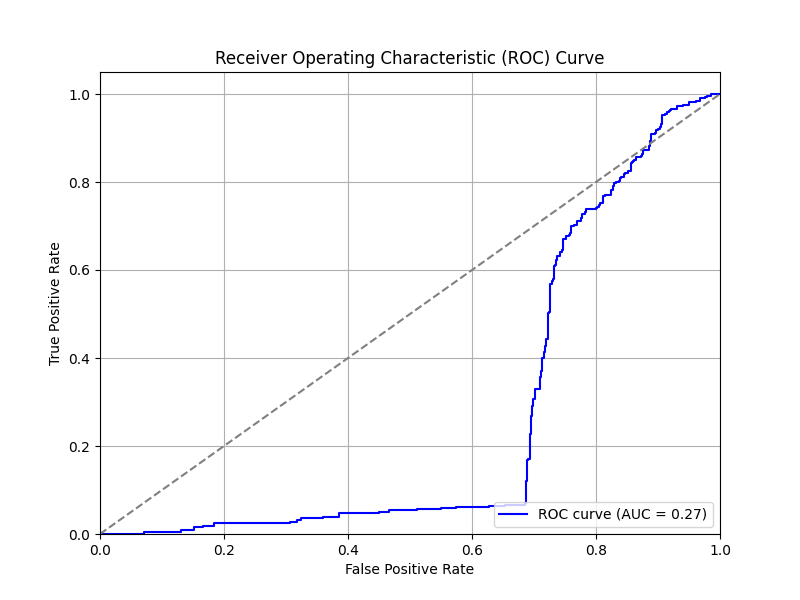 Receiver Operating Characteristic (ROC) Curve
True Positive Rate
1.0
0.8
0.6
0.4
0.2
0.0
ROC curve (AUC = 0.27)
0.0 0.2 0.4 0.6 0.8 1.0
False Positive Rate